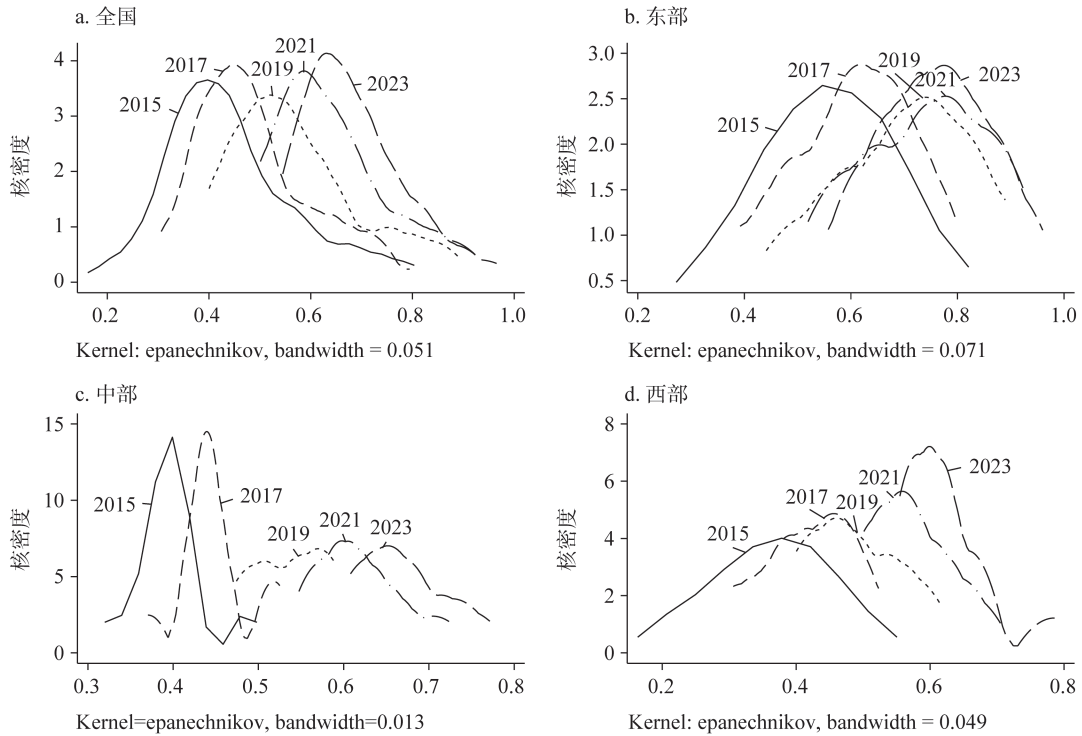 a. 全国
核密度
4
3
2
1
0
2015
2017
2019
2021
2023
0.2 0.4 0.6 0.8 1.0
Kernel: epanechnikov, bandwidth = 0.051
b. 东部
核密度
3.0
2.5
2.0
1.5
1.0
0.5
2015
2017
2019
2021
2023
0.2 0.4 0.6 0.8 1.0
Kernel: epanechnikov, bandwidth = 0.071
c. 中部
核密度
15
10
5
0
2015
2017
2019
2021
2023
0.3 0.4 0.5 0.6 0.7 0.8
Kernel=epanechnikov, bandwidth=0.013
d. 西部
核密度
8
6
4
2
0
2015
2017
2019
2021
2023
0.2 0.4 0.6 0.8
Kernel: epanechnikov, bandwidth = 0.049